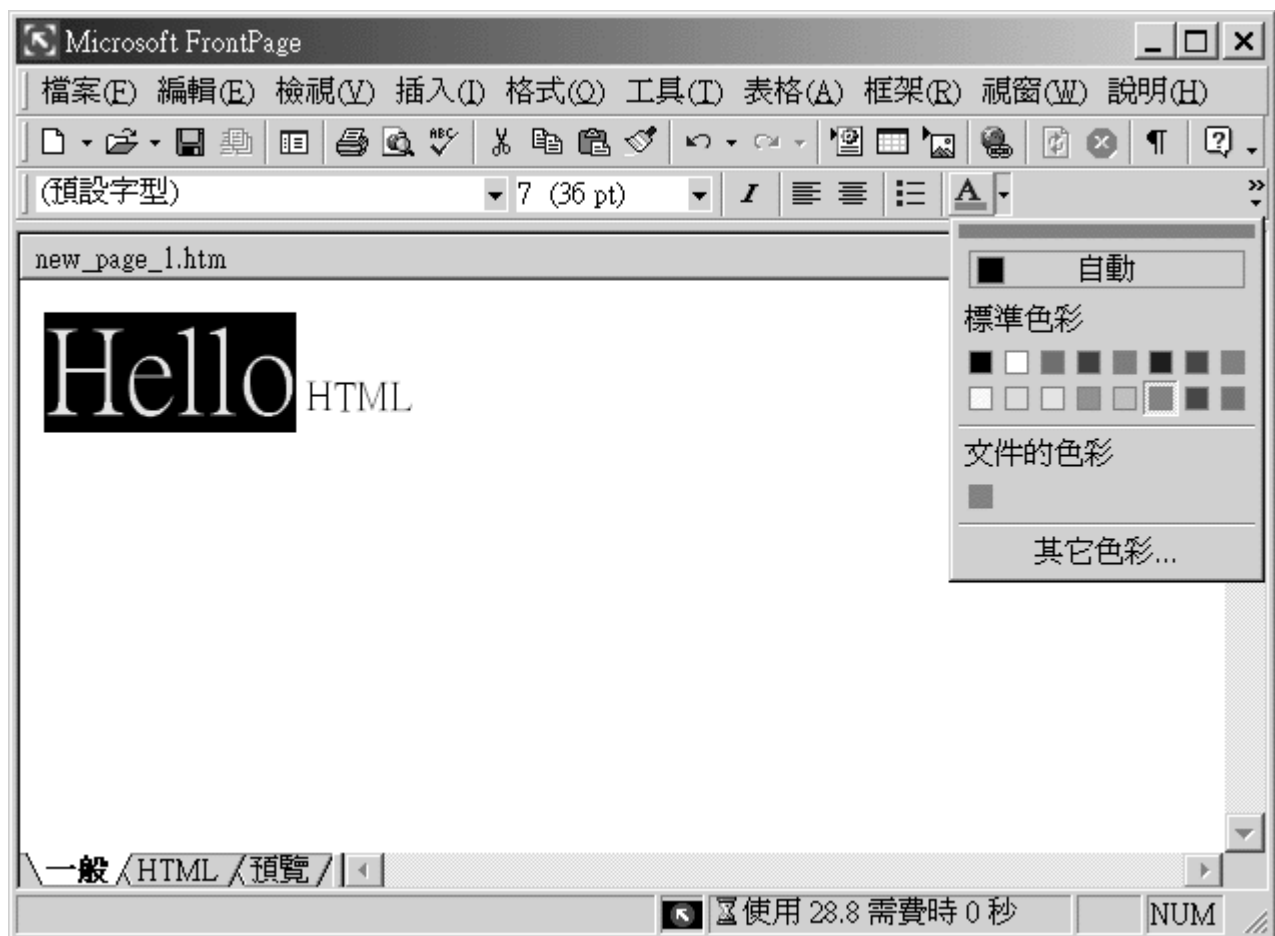 Microsoft FrontPage
檔案(F) 編輯(E) 檢視(V) 插入(I) 格式(O) 工具(T) 表格(A) 框架(R) 視窗(W) 說明(H)
ABC
(預設字型) 7 (36 pt) I A
new_page_1.htm
自動
標準色彩
Hello HTML
文件的色彩
其它色彩...
一般 HTML 預覽
使用 28.8 需費時 0 秒 NUM